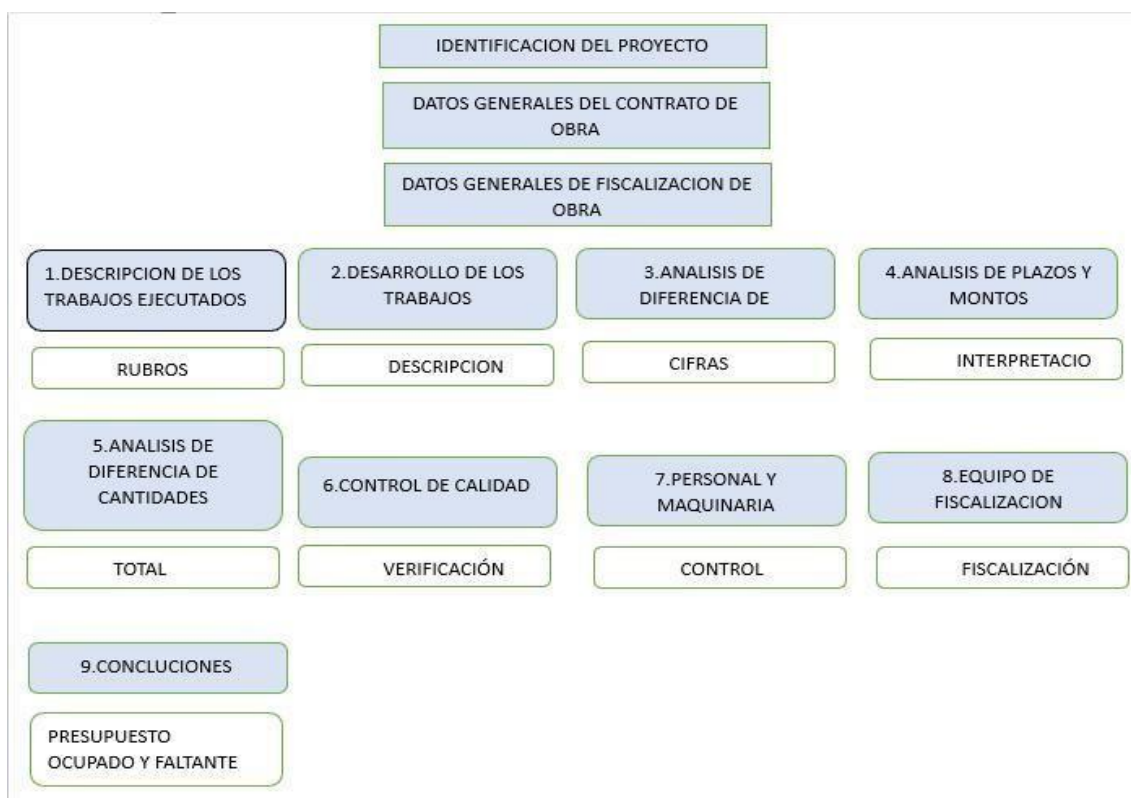 IDENTIFICACION DEL PROYECTO
DATOS GENERALES DEL CONTRATO DE
OBRA
DATOS GENERALES DE FISCALIZACION DE
OBRA
1.DESCRIPCION DE LOS
TRABAJOS EJECUTADOS
RUBROS
2.DESARROLLO DE LOS
TRABAJOS
DESCRIPCION
3.ANALISIS DE
DIFERENCIA DE
CIFRAS
4.ANALISIS DE PLAZOS Y
MONTOS
INTERPRETACIO
5.ANALISIS DE
DIFERENCIA DE
CANTIDADES
TOTAL
6.CONTROL DE CALIDAD
VERIFICACIÓN
7.PERSONAL Y
MAQUINARIA
CONTROL
8.EQUIPO DE
FISCALIZACION
FISCALIZACIÓN
9.CONCLUCIONES
PRESUPUESTO
OCUPADO Y FALTANTE